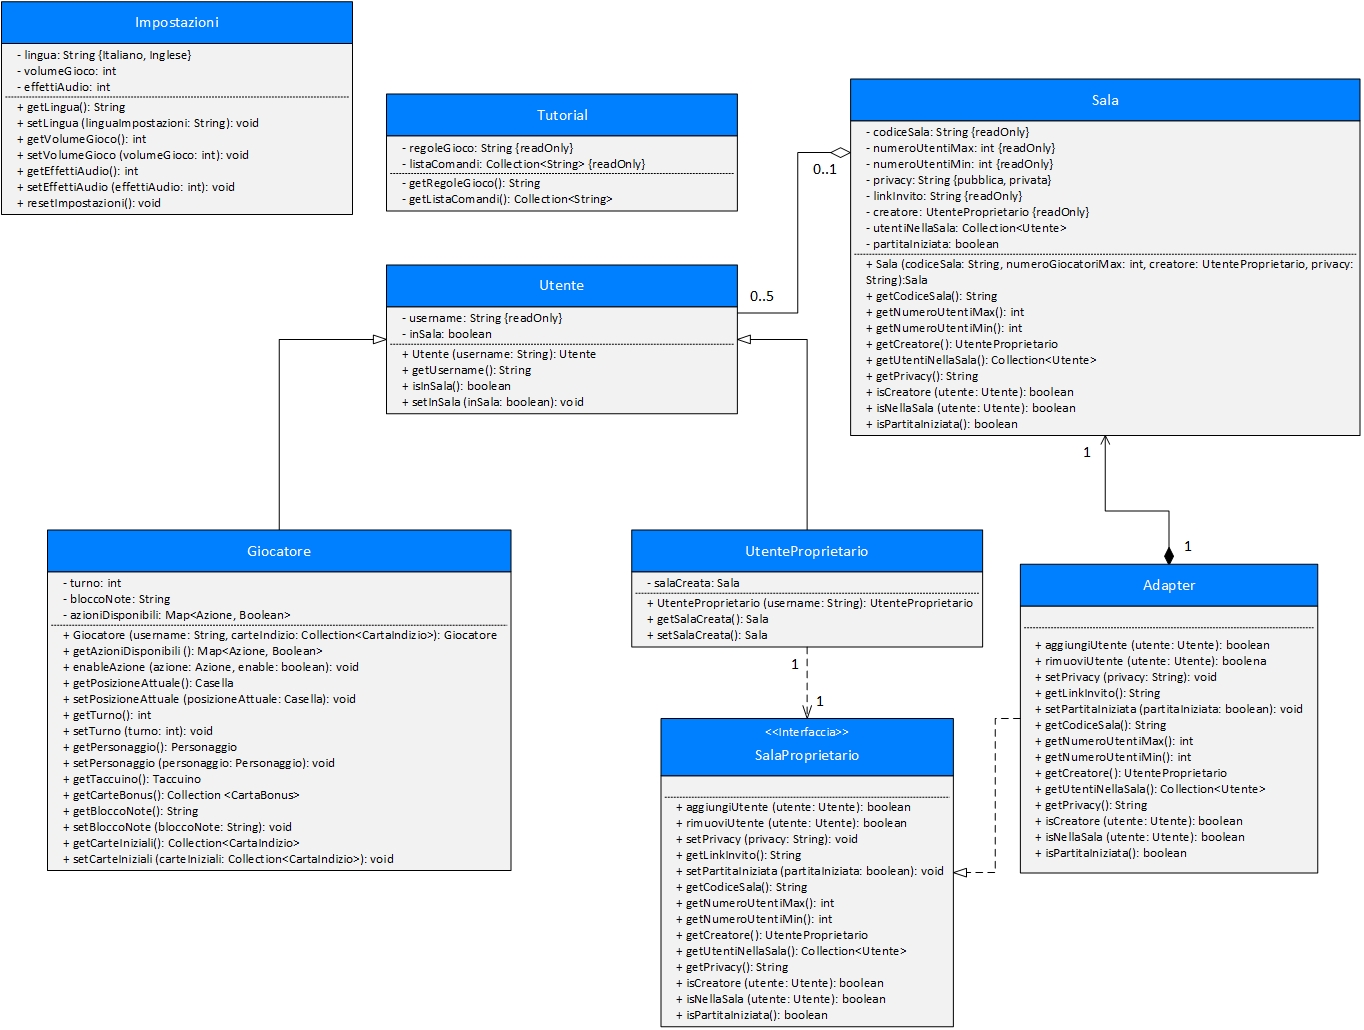 Impostazioni
- lingua: String {Italiano, Inglese}
- volumeGioco: int
- effettiAudio: int
+ getLingua(): String
+ setLingua (linguaImpostazioni: String): void
+ getVolumeGioco(): int
+ setVolumeGioco (volumeGioco: int): void
+ getEffettiAudio(): int
+ setEffettiAudio (effettiAudio: int): void
+ resetImpostazioni(): void
Tutorial
- regoleGioco: String {readOnly}
- listaComandi: Collection<String> {readOnly}
- getRegoleGioco(): String
- getListaComandi(): Collection<String>
Sala
- codiceSala: String {readOnly}
- numeroUtentiMax: int {readOnly}
- numeroUtentiMin: int {readOnly}
- privacy: String {pubblica, privata}
- linkInvito: String {readOnly}
- creatore: UtenteProprietario {readOnly}
- utentiNellaSala: Collection<Utente>
- partitaIniziata: boolean
+ Sala (codiceSala: String, numeroGiocatoriMax: int, creatore: UtenteProprietario, privacy:
String):Sala
+ getCodiceSala(): String
+ getNumeroUtentiMax(): int
+ getNumeroUtentiMin(): int
+ getCreatore(): UtenteProprietario
+ getUtentiNellaSala(): Collection<Utente>
+ getPrivacy(): String
+ isCreatore (utente: Utente): boolean
+ isNellaSala (utente: Utente): boolean
+ isPartitaIniziata(): boolean
0..1
0..5
Utente
- username: String {readOnly}
- inSala: boolean
+ Utente (username: String): Utente
+ getUsername(): String
+ isInSala(): boolean
+ setInSala (inSala: boolean): void
1
1
Giocatore
- turno: int
- bloccoNote: String
- azioniDisponibili: Map<Azione, Boolean>
+ Giocatore (username: String, carteIndizio: Collection<CartaIndizio>): Giocatore
+ getAzioniDisponibili (): Map<Azione, Boolean>
+ enableAzione (azione: Azione, enable: boolean): void
+ getPosizioneAttuale(): Casella
+ setPosizioneAttuale (posizioneAttuale: Casella): void
+ getTurno(): int
+ setTurno (turno: int): void
+ getPersonaggio(): Personaggio
+ setPersonaggio (personaggio: Personaggio): void
+ getTaccuino(): Taccuino
+ getCarteBonus(): Collection <CartaBonus>
+ getBloccoNote(): String
+ setBloccoNote (bloccoNote: String): void
+ getCarteIniziali(): Collection<CartaIndizio>
+ setCarteIniziali (carteIniziali: Collection<CartaIndizio>): void
UtenteProprietario
- salaCreata: Sala
+ UtenteProprietario (username: String): UtenteProprietario
+ getSalaCreata(): Sala
+ setSalaCreata(): Sala
1
1
Adapter
+ aggiungiUtente (utente: Utente): boolean
+ rimuoviUtente (utente: Utente): boolena
+ setPrivacy (privacy: String): void
+ getLinkInvito(): String
+ setPartitaIniziata (partitaIniziata: boolean): void
+ getCodiceSala(): String
+ getNumeroUtentiMax(): int
+ getNumeroUtentiMin(): int
+ getCreatore(): UtenteProprietario
+ getUtentiNellaSala(): Collection<Utente>
+ getPrivacy(): String
+ isCreatore (utente: Utente): boolean
+ isNellaSala (utente: Utente): boolean
+ isPartitaIniziata(): boolean
<<Interfaccia>>
SalaProprietario
+ aggiungiUtente (utente: Utente): boolean
+ rimuoviUtente (utente: Utente): boolean
+ setPrivacy (privacy: String): void
+ getLinkInvito(): String
+ setPartitaIniziata (partitaIniziata: boolean): void
+ getCodiceSala(): String
+ getNumeroUtentiMax(): int
+ getNumeroUtentiMin(): int
+ getCreatore(): UtenteProprietario
+ getUtentiNellaSala(): Collection<Utente>
+ getPrivacy(): String
+ isCreatore (utente: Utente): boolean
+ isNellaSala (utente: Utente): boolean
+ isPartitaIniziata(): boolean